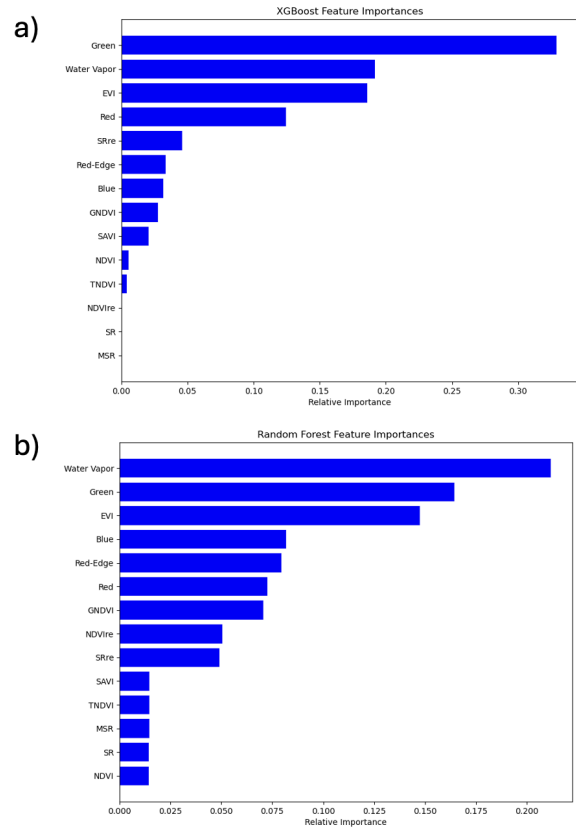 a)
XGBoost Feature Importances
Green
Water Vapor
EVI
Red
SRre
Red-Edge
Blue
GNDVI
SAVI
NDVI
TNDVI
NDVIre
SR
MSR
0.00 0.05 0.10 0.15 0.20 0.25 0.30
Relative Importance
b)
Random Forest Feature Importances
Water Vapor
Green
EVI
Blue
Red-Edge
Red
GNDVI
NDVIre
SRre
SAVI
TNDVI
MSR
SR
NDVI
0.000 0.025 0.050 0.075 0.100 0.125 0.150 0.175 0.200
Relative Importance